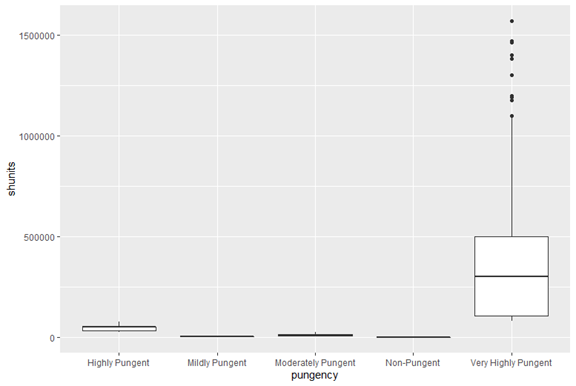 1500000
1000000
500000
0
shunits
Highly Pungent Mildly Pungent Moderately Pungent Non-Pungent Very Highly Pungent
pungency